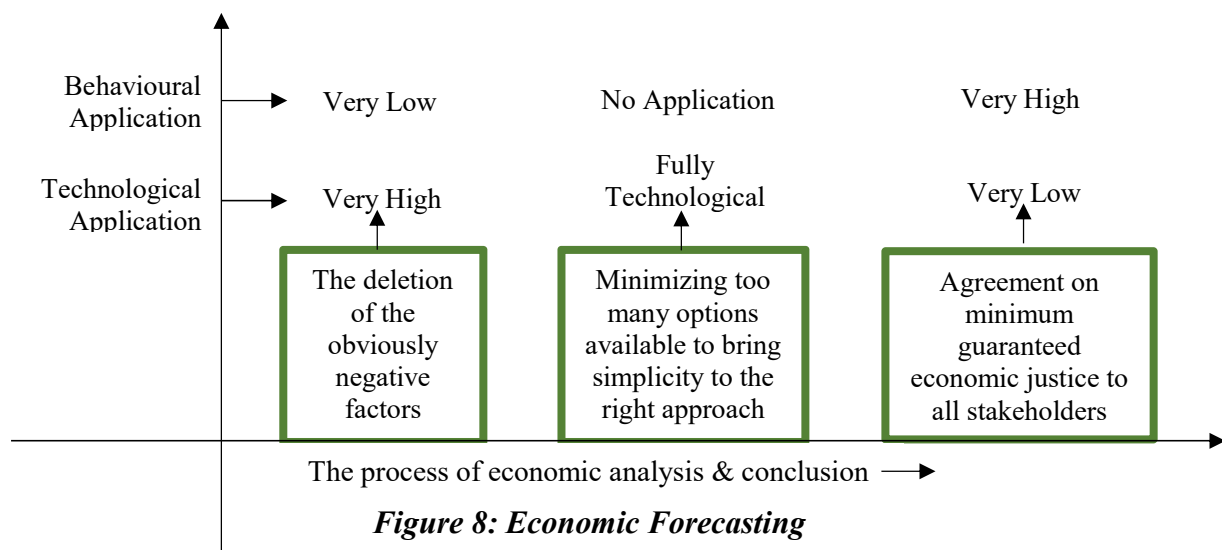 Behavioural
Application
Very Low
No Application
Very High
Technological
Application
Very High
Fully
Technological
Very Low
The deletion
of the
obviously
negative
factors
Minimizing too
many options
available to bring
simplicity to the
right approach
Agreement on
minimum
guaranteed
economic justice to
all stakeholders
The process of economic analysis & conclusion
Figure 8: Economic Forecasting